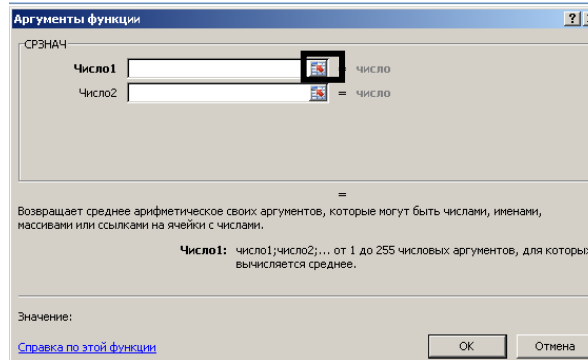 Аргументы функции
СРЗНАЧ
Число1 = число
Число2 = число
=
Возвращает среднее арифметическое своих аргументов, которые могут быть числами, именами,
массивами или ссылками на ячейки с числами.
Число1: число1;число2;... от 1 до 255 числовых аргументов, для которых
вычисляется среднее.
Значение:
Справка по этой функции
ОК
Отмена